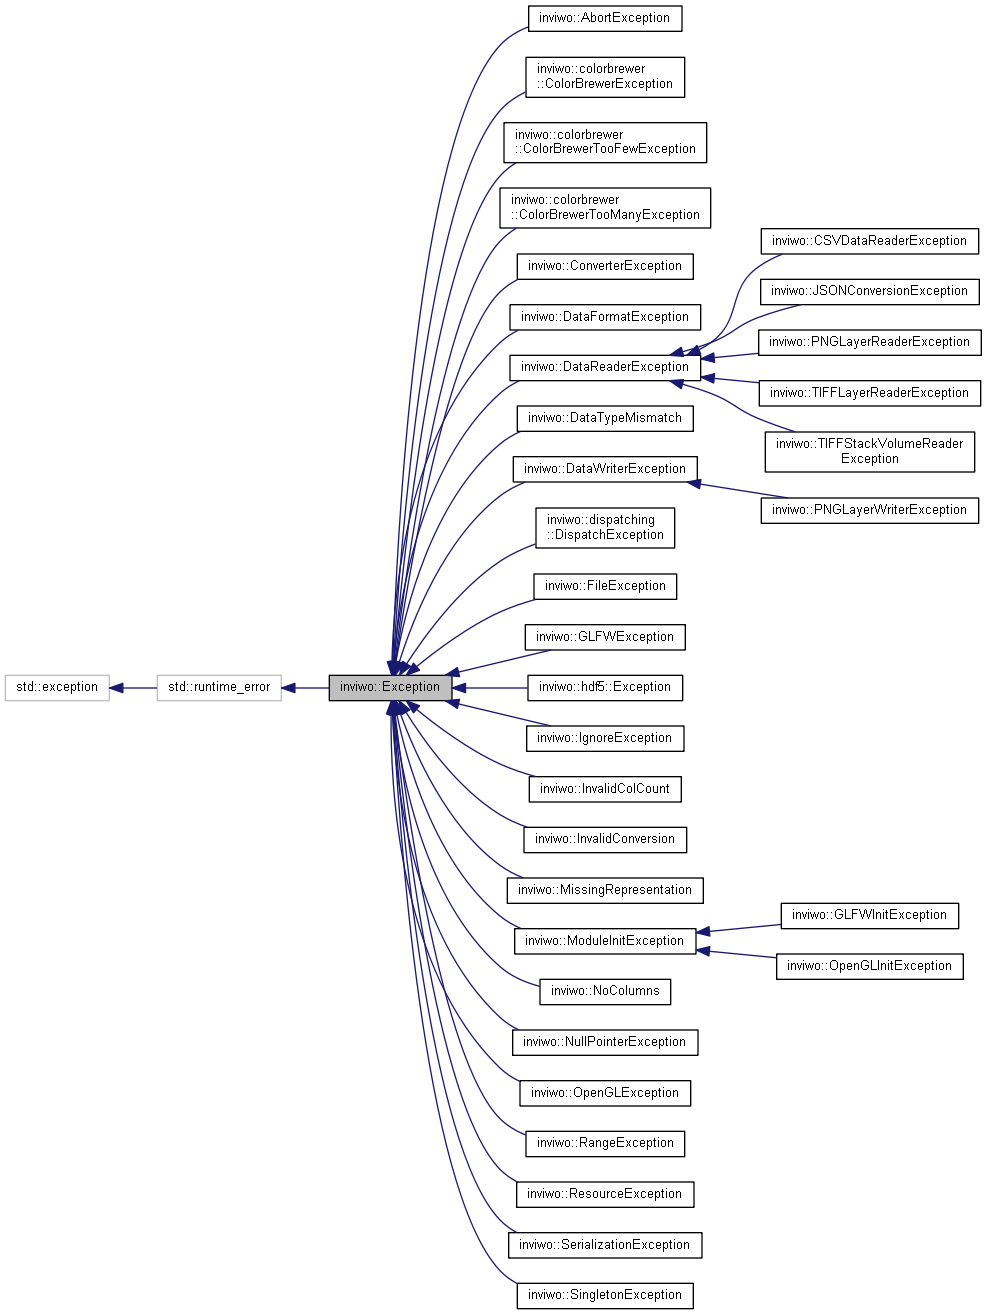 inviwo::AbortException
inviwo::colorbrewer
::ColorBrewerException
inviwo::colorbrewer
::ColorBrewerTooFewException
inviwo::colorbrewer
::ColorBrewerTooManyException
inviwo::ConverterException
inviwo::DataFormatException
inviwo::DataReaderException
inviwo::CSVDataReaderException
inviwo::JSONConversionException
inviwo::PNGLayerReaderException
inviwo::TIFFLayerReaderException
inviwo::TIFFStackVolumeReader
Exception
inviwo::DataTypeMismatch
inviwo::DataWriterException
inviwo::PNGLayerWriterException
inviwo::dispatching
::DispatchException
inviwo::FileException
inviwo::GLFWException
std::exception
std::runtime_error
inviwo::Exception
inviwo::hdf5::Exception
inviwo::IgnoreException
inviwo::InvalidColCount
inviwo::InvalidConversion
inviwo::MissingRepresentation
inviwo::ModuleInitException
inviwo::GLFWInitException
inviwo::OpenGLInitException
inviwo::NoColumns
inviwo::NullPointerException
inviwo::OpenGLException
inviwo::RangeException
inviwo::ResourceException
inviwo::SerializationException
inviwo::SingletonException